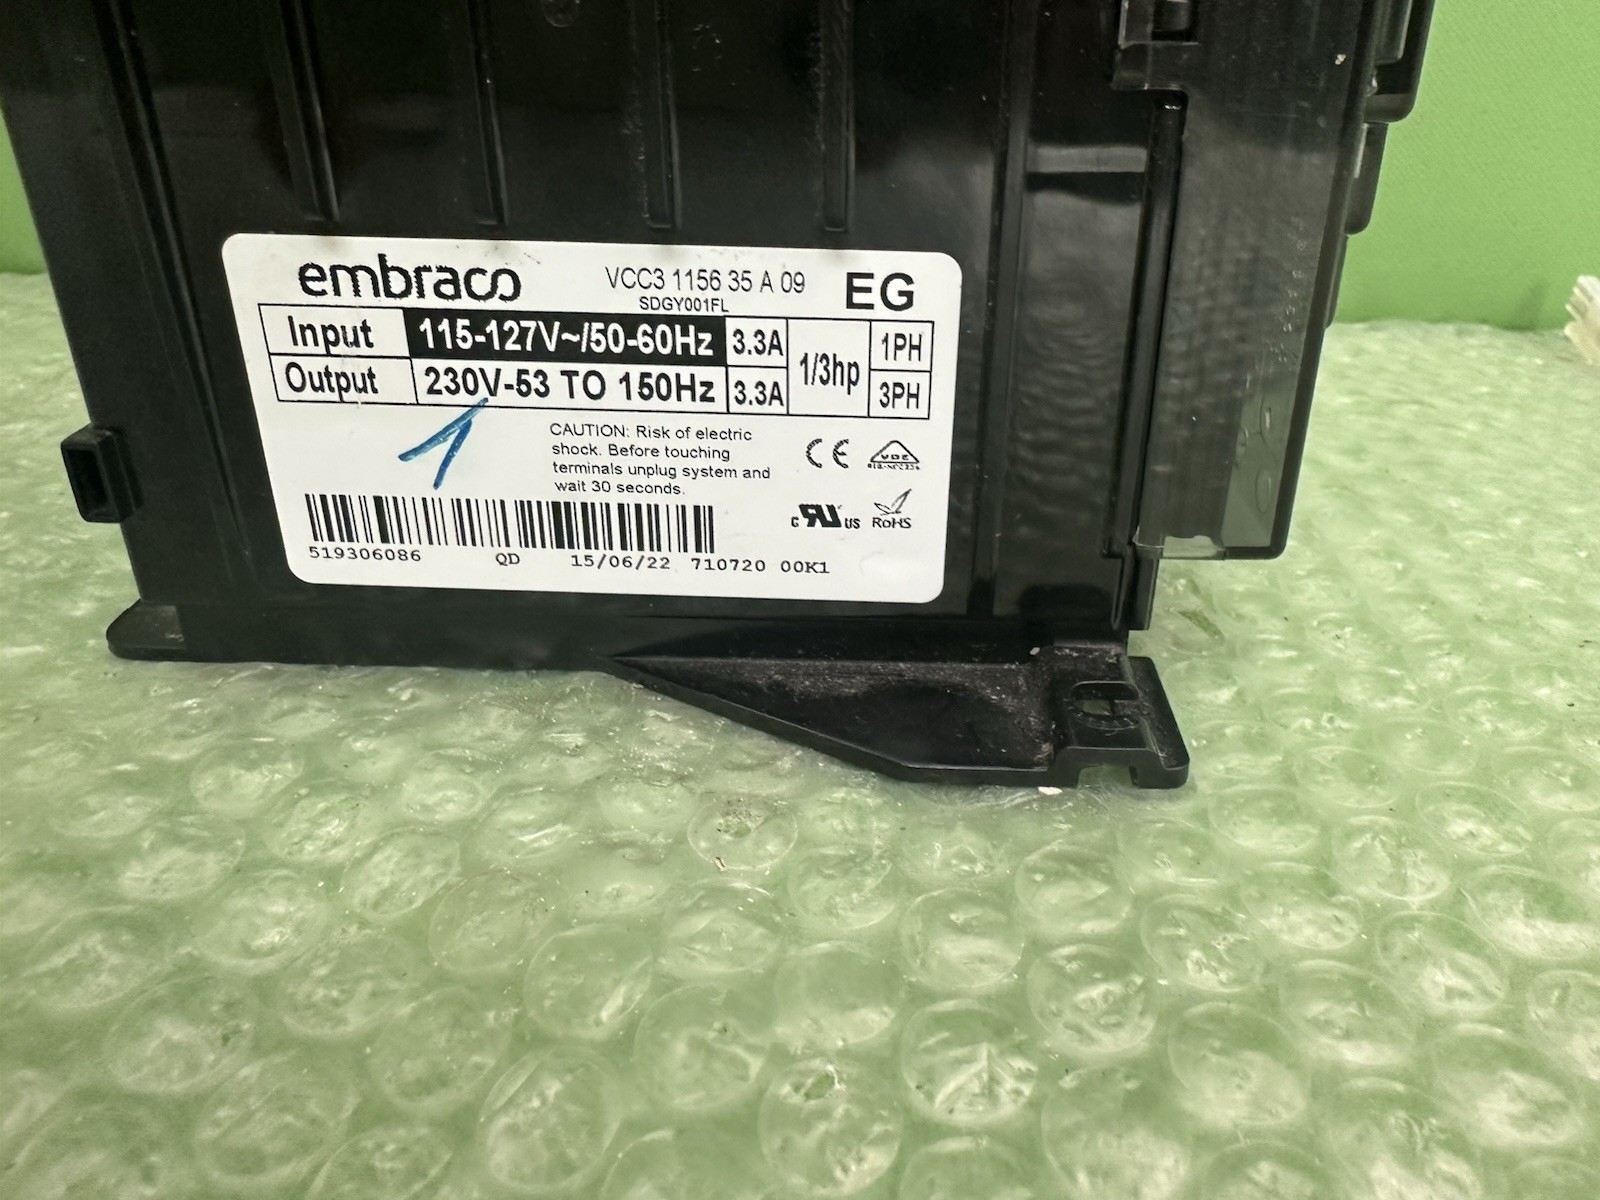 embraco VCC3 1156 35 A 09 EG
SDGY001FL
Input 115-127V~/50-60Hz 3.3A 1/3hp 1PH
Output 230V-53 TO 150Hz 3.3A 3PH
1
CAUTION: Risk of electric
shock. Before touching
terminals unplug system and
wait 30 seconds.
CE VDE
c RU US RoHS
519306086 QD 15/06/22 710720 00K1